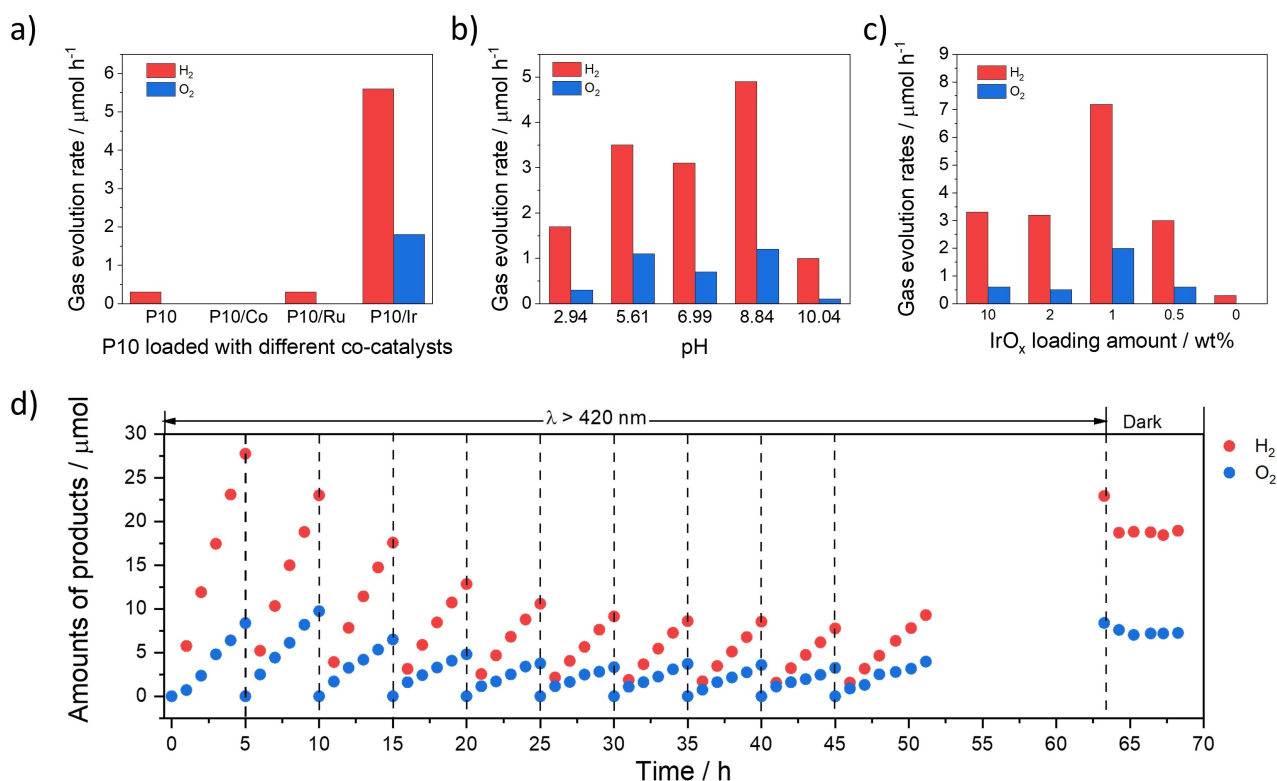 a)
Gas evolution rate / μmol h⁻¹
6
5
4
3
2
1
0
H₂
O₂
P10 P10/Co P10/Ru P10/Ir
P10 loaded with different co-catalysts
b)
Gas evolution rate / μmol h⁻¹
5
4
3
2
1
0
H₂
O₂
2.94 5.61 6.99 8.84 10.04
pH
c)
Gas evolution rates / μmol h⁻¹
9
8
7
6
5
4
3
2
1
0
H₂
O₂
10 2 1 0.5 0
IrOₓ loading amount / wt%
d)
Amounts of products / μmol
λ > 420 nm
Dark
30
25
20
15
10
5
0
H₂
O₂
0 5 10 15 20 25 30 35 40 45 50 55 60 65 70
Time / h